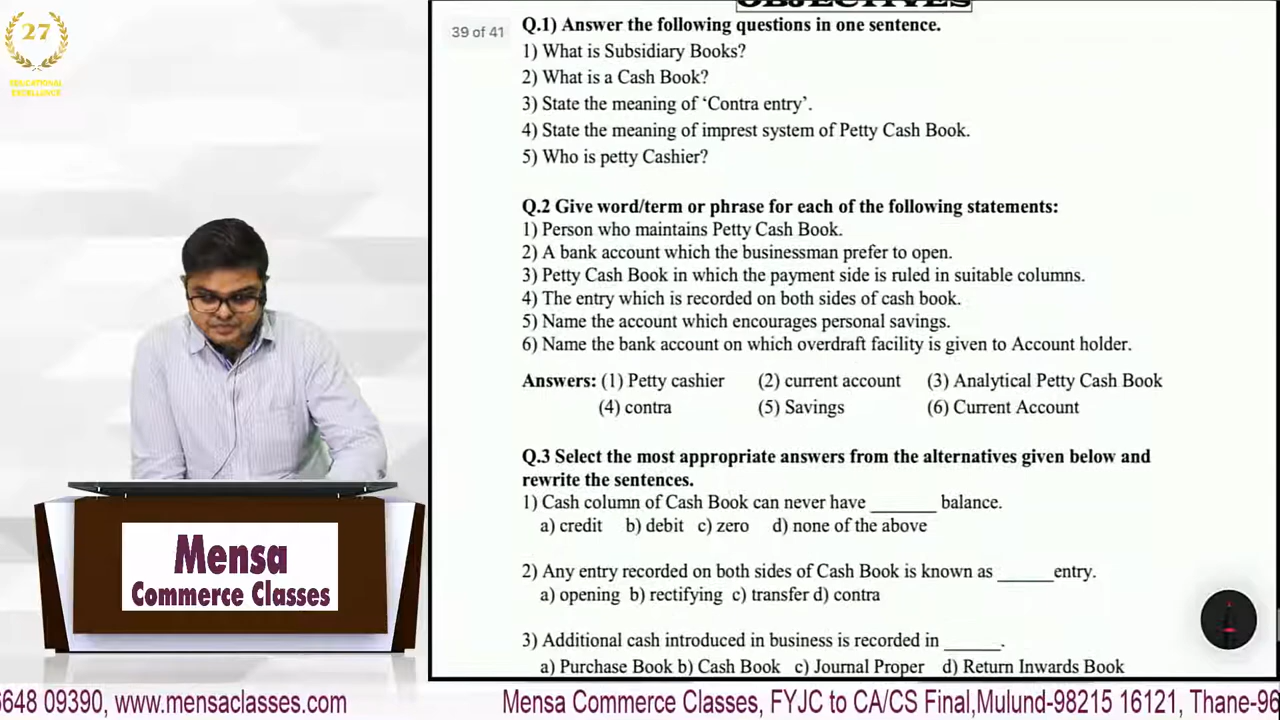 27
EDUCATIONAL
EXCELLENCE
39 of 41
OBJECTIVES
Q.1) Answer the following questions in one sentence.
1) What is Subsidiary Books?
2) What is a Cash Book?
3) State the meaning of ‘Contra entry’.
4) State the meaning of imprest system of Petty Cash Book.
5) Who is petty Cashier?
Q.2 Give word/term or phrase for each of the following statements:
1) Person who maintains Petty Cash Book.
2) A bank account which the businessman prefer to open.
3) Petty Cash Book in which the payment side is ruled in suitable columns.
4) The entry which is recorded on both sides of cash book.
5) Name the account which encourages personal savings.
6) Name the bank account on which overdraft facility is given to Account holder.
Answers: (1) Petty cashier (2) current account (3) Analytical Petty Cash Book
(4) contra (5) Savings (6) Current Account
Q.3 Select the most appropriate answers from the alternatives given below and
rewrite the sentences.
1) Cash column of Cash Book can never have _______ balance.
a) credit b) debit c) zero d) none of the above
2) Any entry recorded on both sides of Cash Book is known as ______entry.
a) opening b) rectifying c) transfer d) contra
3) Additional cash introduced in business is recorded in ______.
a) Purchase Book b) Cash Book c) Journal Proper d) Return Inwards Book
Mensa
Commerce Classes
6648 09390, www.mensaclasses.com Mensa Commerce Classes, FYJC to CA/CS Final,Mulund-98215 16121, Thane-96